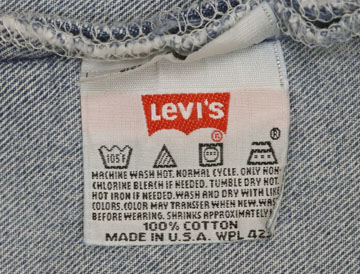 Levi's
®
105°F
®
MACHINE WASH HOT. NORMAL CYCLE. ONLY NON-
CHLORINE BLEACH IF NEEDED. TUMBLE DRY HOT.
HOT IRON IF NEEDED. WASH AND DRY WITH LIKE
COLORS. COLOR MAY TRANSFER WHEN NEW. WAS
BEFORE WEARING. SHRINKS APPROXIMATELY
100% COTTON
MADE IN U.S.A. WPL 42